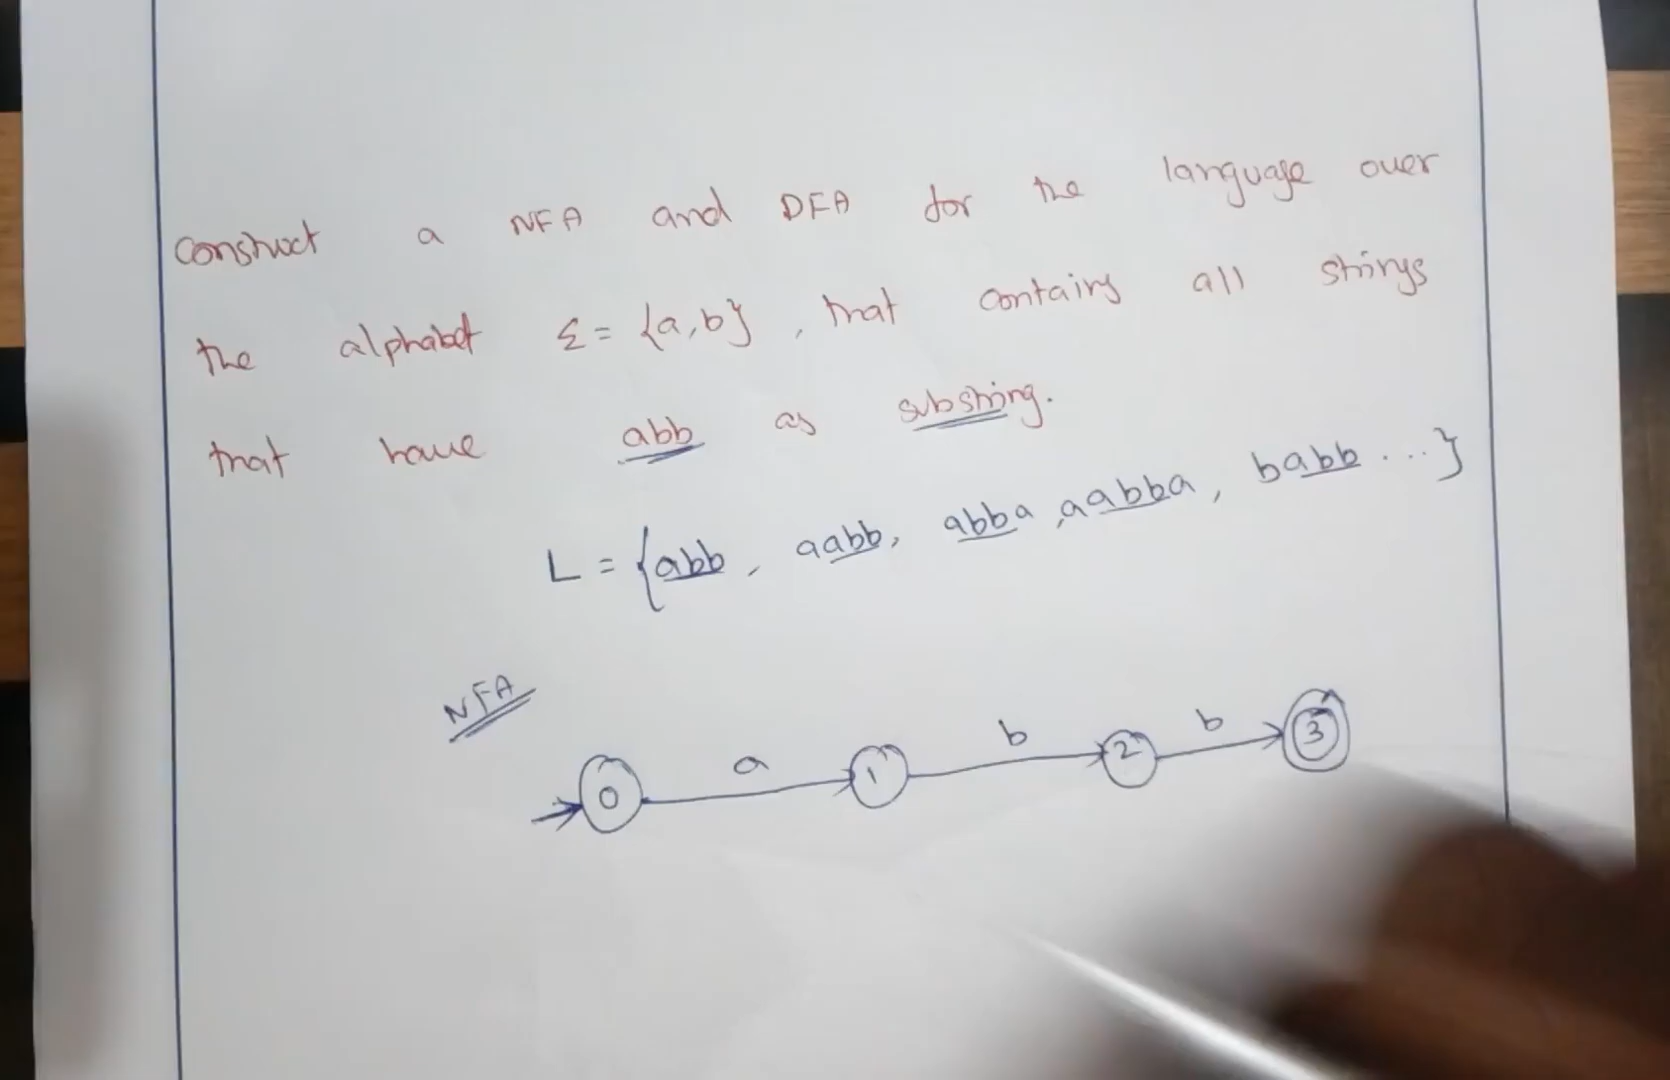 Construct a NFA and DFA for the language over
the alphabet Σ = {a,b}, that contains all strings
that have abb as substring.
L = {abb, aabb, abba, aabba, babb ...}
NFA
a b b
0 1 2 3